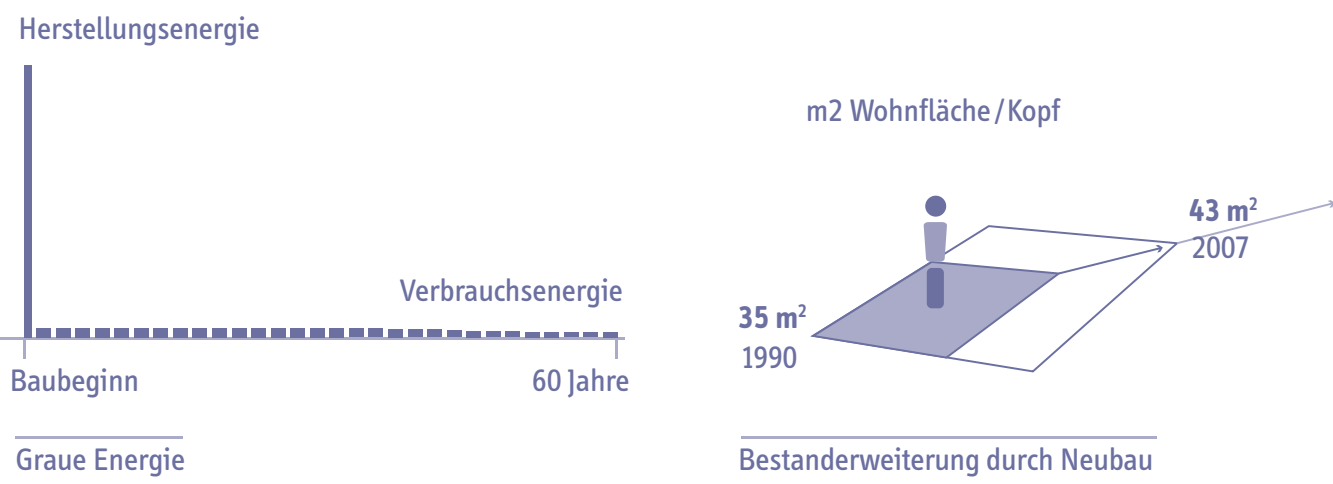 Herstellungsenergie
Verbrauchsenergie
Baubeginn
60 Jahre
Graue Energie
m2 Wohnfläche / Kopf
43 m²
2007
35 m²
1990
Bestanderweiterung durch Neubau